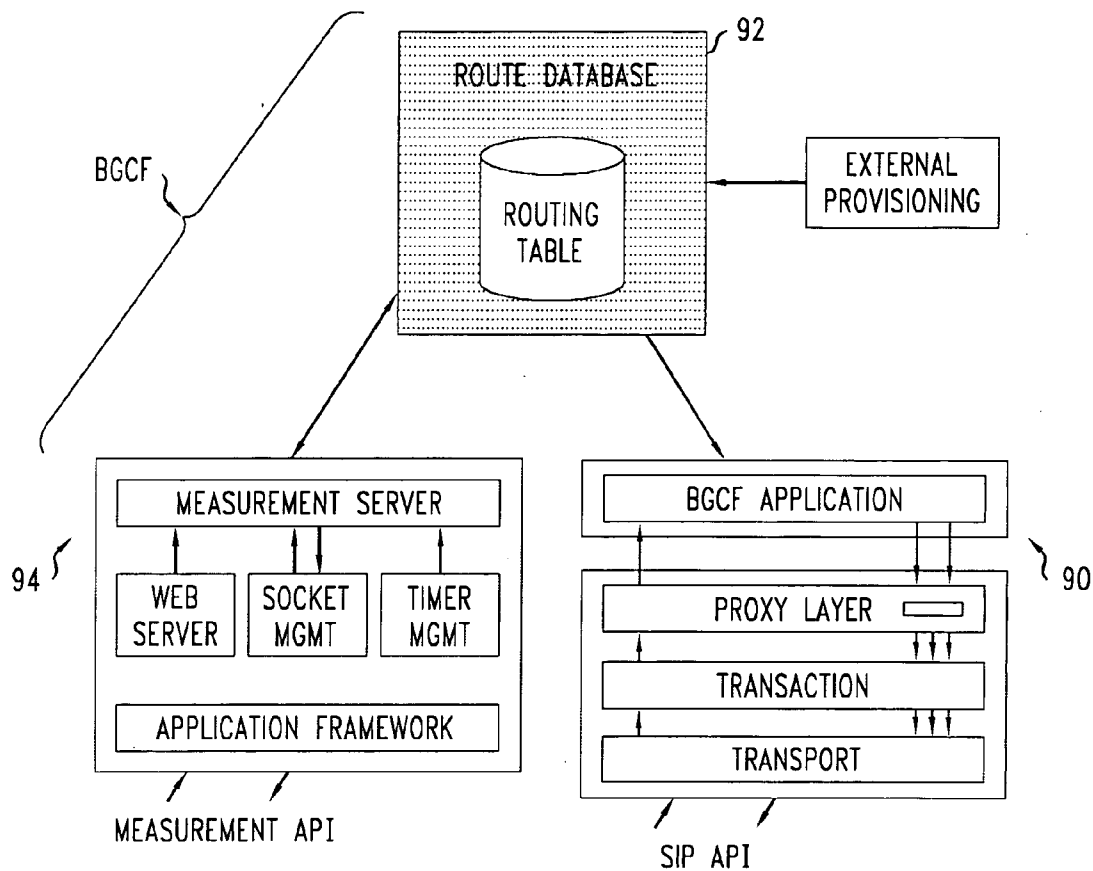 92
ROUTE DATABASE
ROUTING
TABLE
EXTERNAL
PROVISIONING
BGCF
MEASUREMENT SERVER
WEB
SERVER
SOCKET
MGMT
TIMER
MGMT
APPLICATION FRAMEWORK
94
MEASUREMENT API
BGCF APPLICATION
PROXY LAYER
TRANSACTION
TRANSPORT
90
SIP API